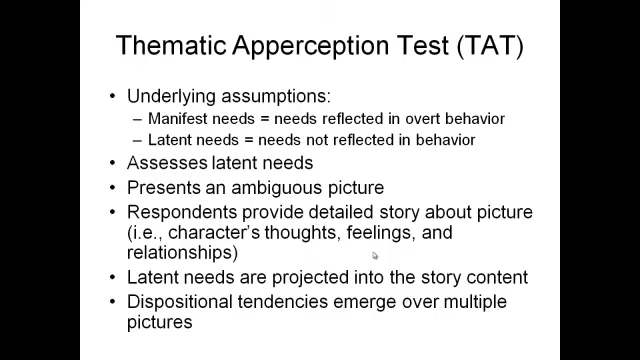 Thematic Apperception Test (TAT)
• Underlying assumptions:
– Manifest needs = needs reflected in overt behavior
– Latent needs = needs not reflected in behavior
• Assesses latent needs
• Presents an ambiguous picture
• Respondents provide detailed story about picture
(i.e., character's thoughts, feelings, and
relationships)
• Latent needs are projected into the story content
• Dispositional tendencies emerge over multiple
pictures